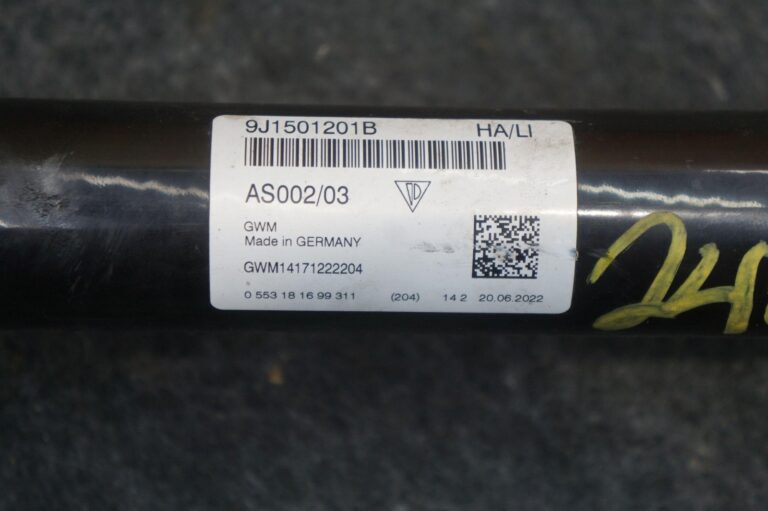 9J1501201B HA/LI
AS002/03
GWM
Made in GERMANY
GWM14171222204
0 553 18 16 99 311 (204) 14 2 20.06.2022